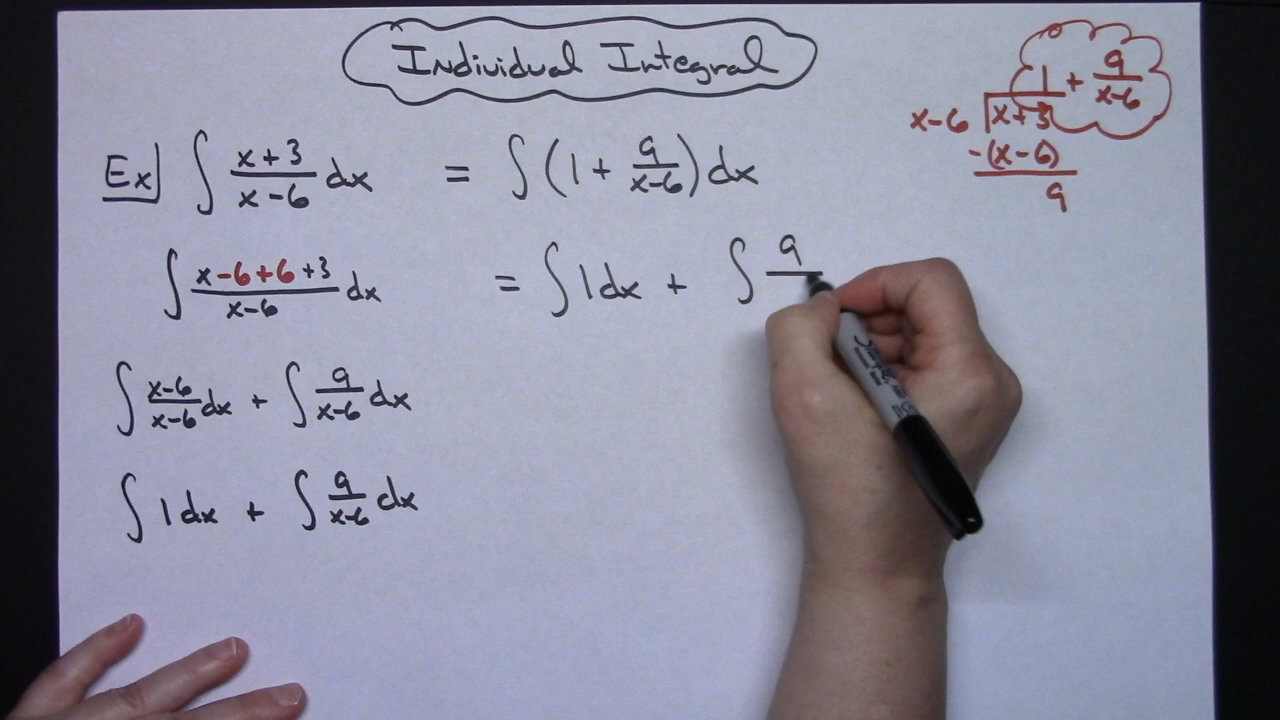 Individual Integral
1 + 9/(x-6)
x-6 √x+3
-(x-6)
9
Ex] ∫ (x+3)/(x-6) dx = ∫(1 + 9/(x-6)) dx
∫ (x-6+6+3)/(x-6) dx = ∫1dx + ∫ 9
∫ (x-6)/(x-6) dx + ∫ 9/(x-6) dx
∫1dx + ∫ 9/(x-6) dx